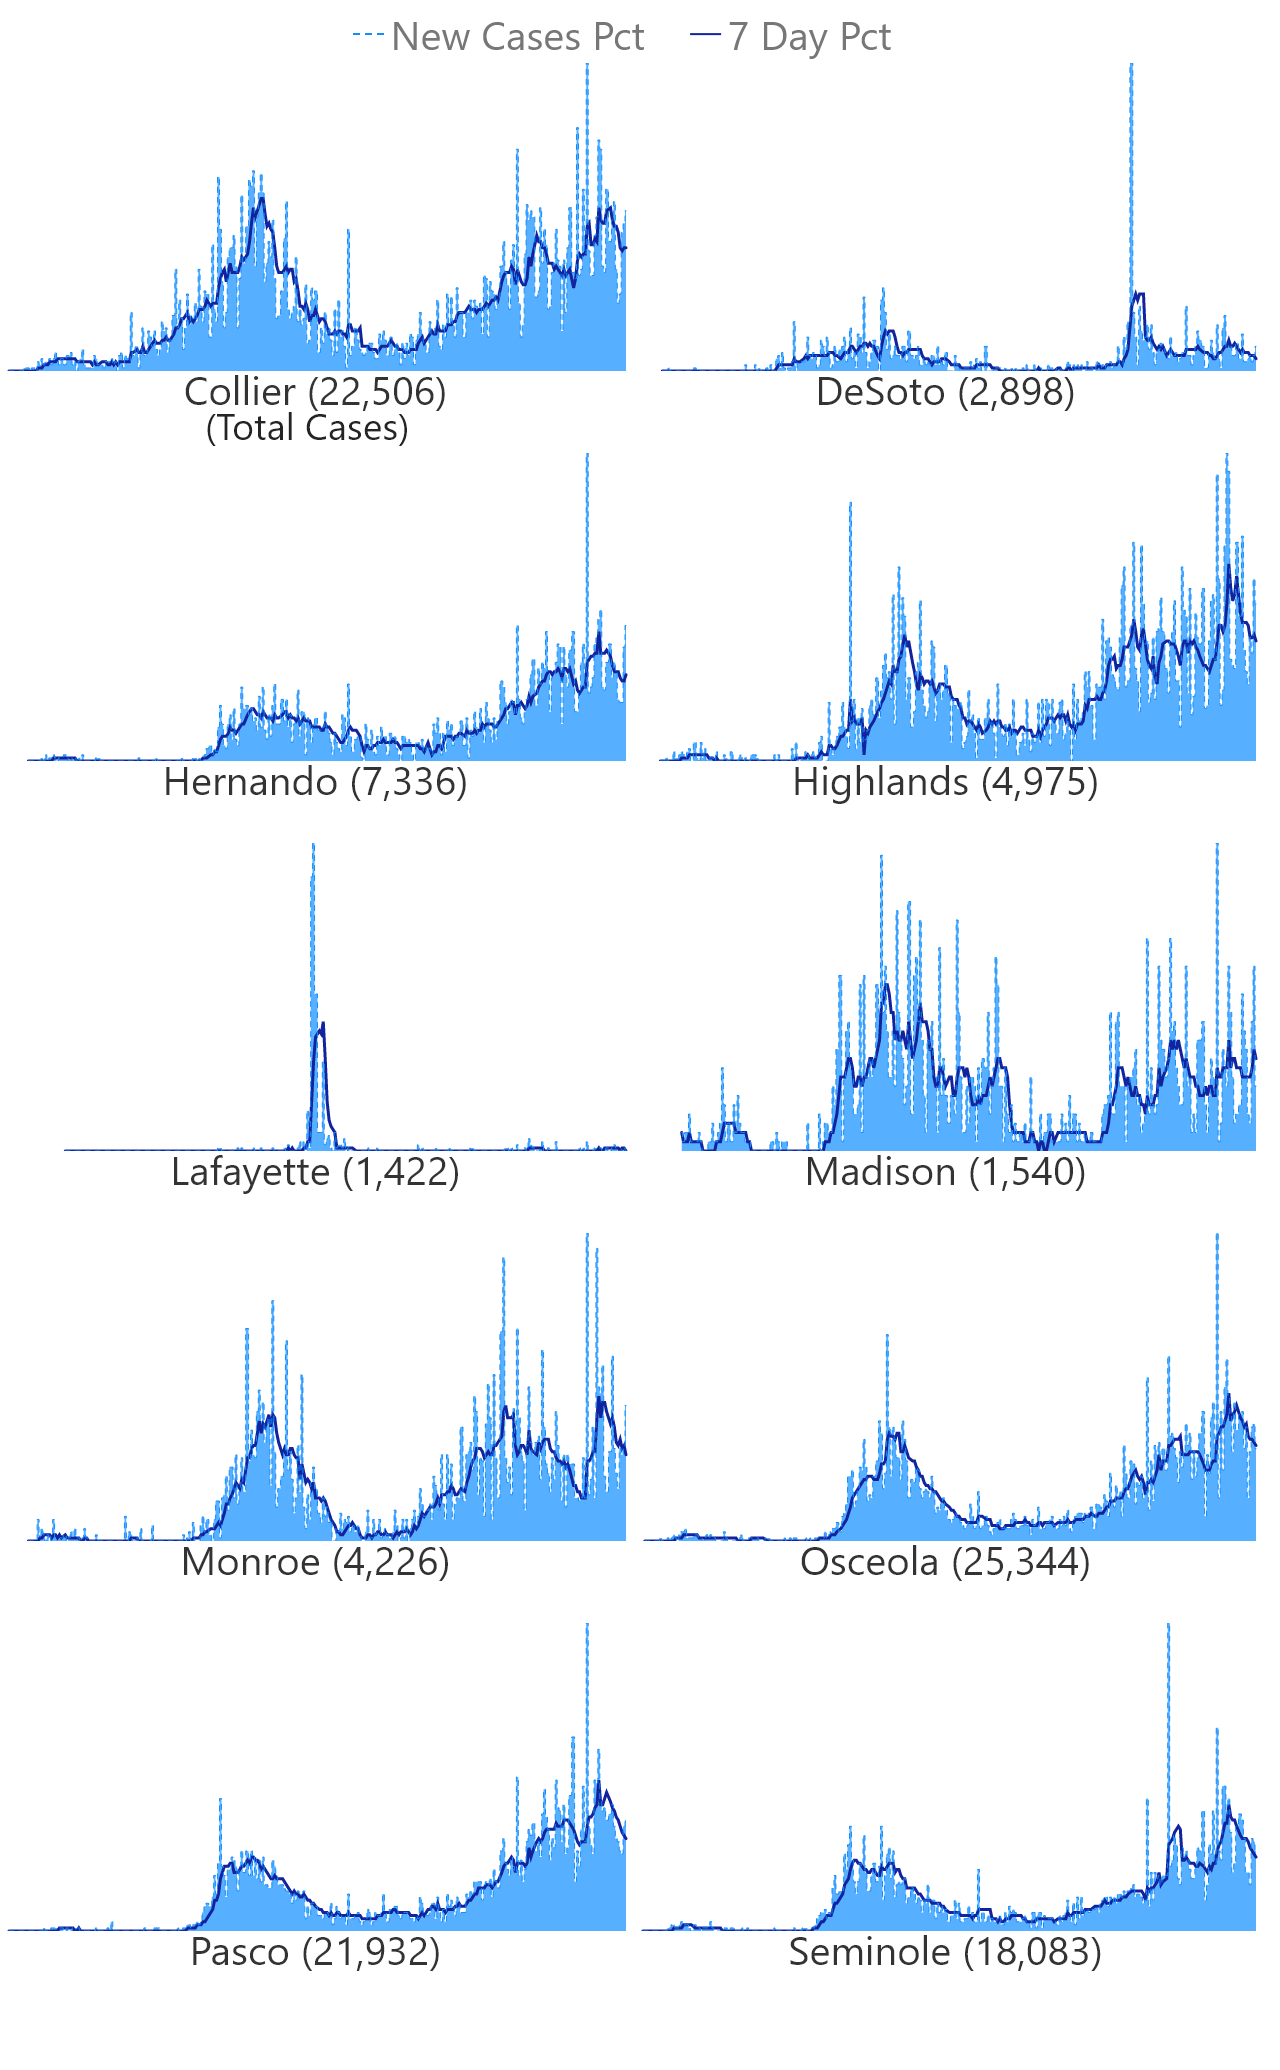 New Cases Pct 7 Day Pct
Collier (22,506) DeSoto (2,898)
(Total Cases)
Hernando (7,336) Highlands (4,975)
Lafayette (1,422) Madison (1,540)
Monroe (4,226) Osceola (25,344)
Pasco (21,932) Seminole (18,083)